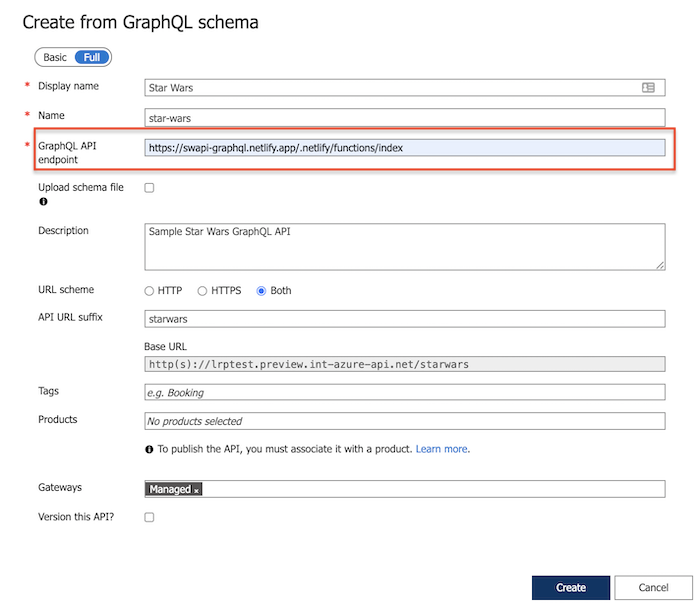 Create from GraphQL schema
Basic Full
* Display name Star Wars
* Name star-wars
* GraphQL API endpoint https://swapi-graphql.netlify.app/.netlify/functions/index
Upload schema file
Description Sample Star Wars GraphQL API
URL scheme HTTP HTTPS Both
API URL suffix starwars
Base URL
http(s)://lrptest.preview.int-azure-api.net/starwars
Tags e.g. Booking
Products No products selected
To publish the API, you must associate it with a product. Learn more.
Gateways Managed ×
Version this API?
Create Cancel